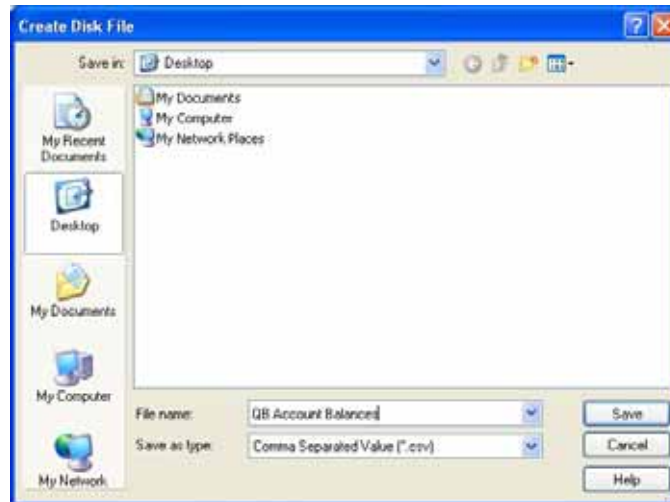 Create Disk File
Save in:
Desktop
My Documents
My Computer
My Network Places
My Recent
Documents
Desktop
My Documents
My Computer
My Network
File name:
QB Account Balances
Save
Save as type:
Comma Separated Value (*.csv)
Cancel
Help